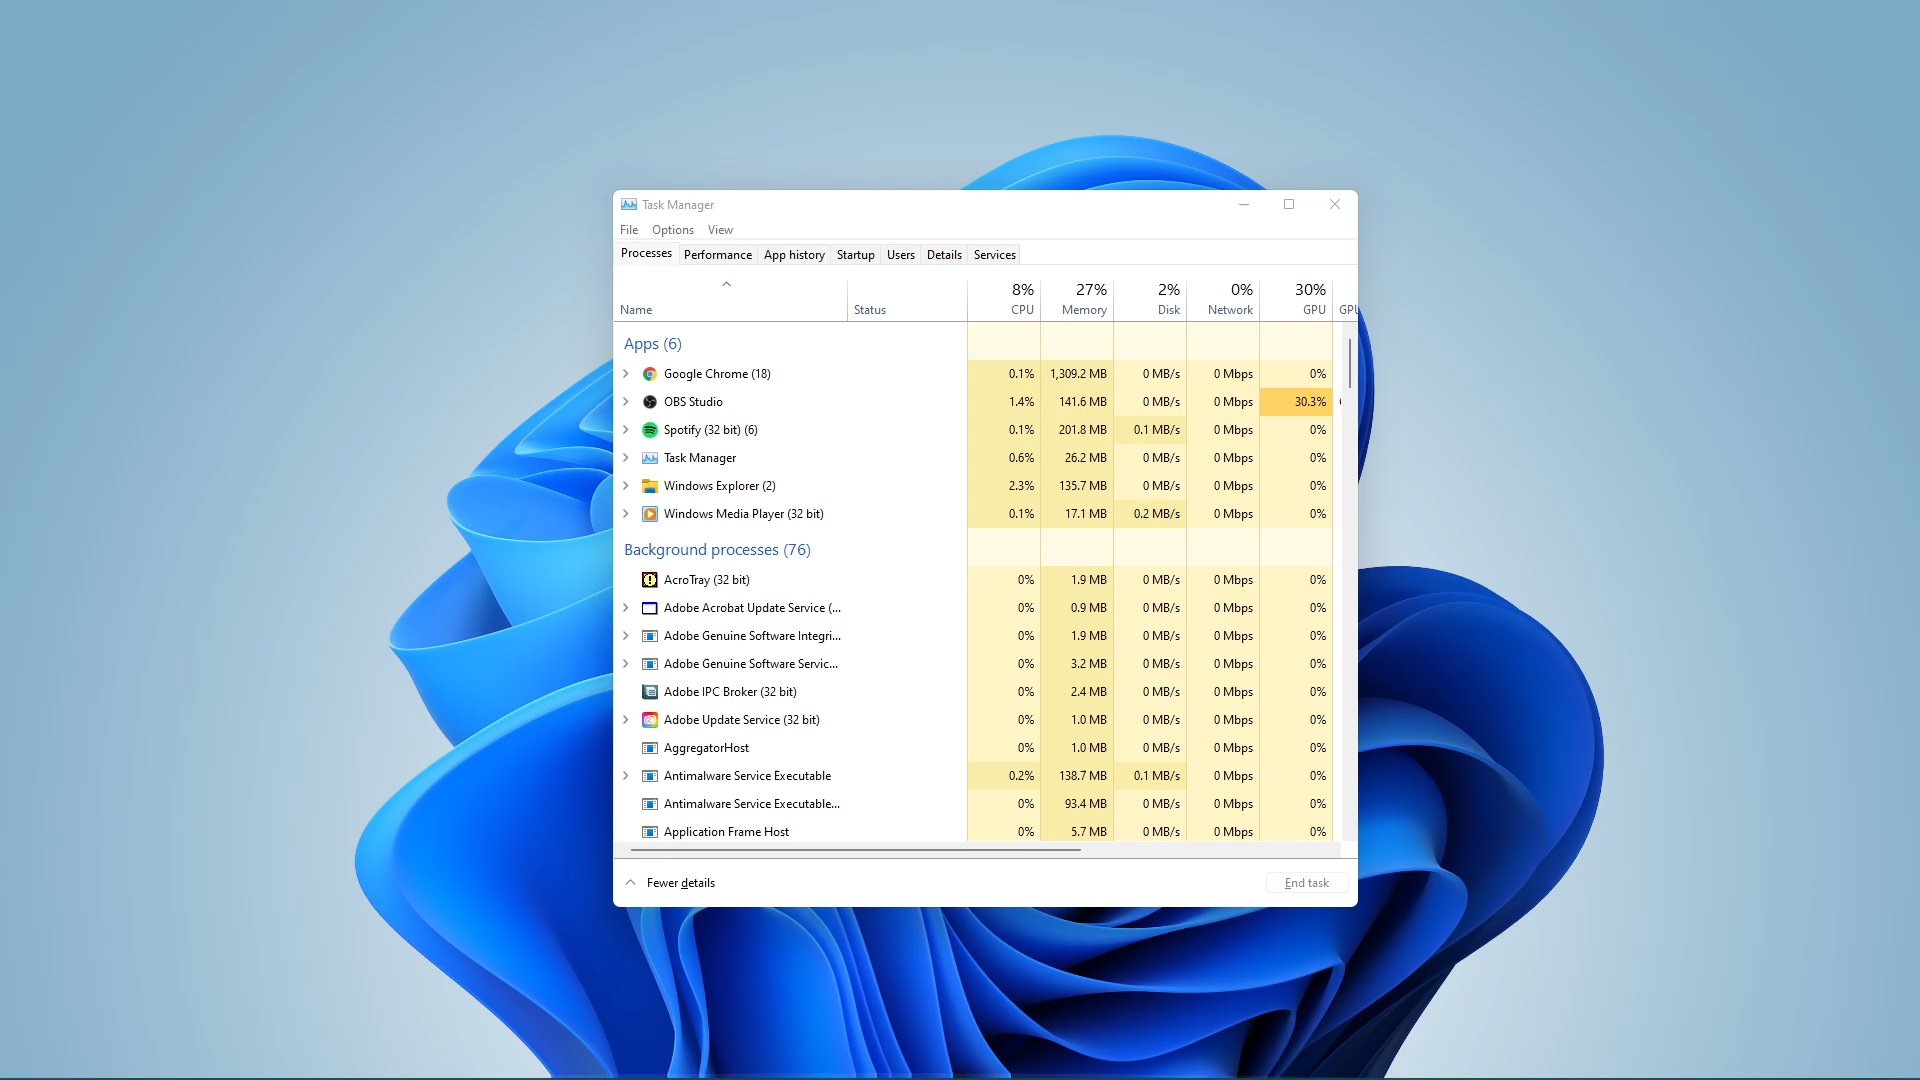 Task Manager
File Options View
Processes Performance App history Startup Users Details Services
8% 27% 2% 0% 30%
Name Status CPU Memory Disk Network GPU GPU
Apps (6)
Google Chrome (18) 0.1% 1,309.2 MB 0 MB/s 0 Mbps 0%
OBS Studio 1.4% 141.6 MB 0 MB/s 0 Mbps 30.3%
Spotify (32 bit) (6) 0.1% 201.8 MB 0.1 MB/s 0 Mbps 0%
Task Manager 0.6% 26.2 MB 0 MB/s 0 Mbps 0%
Windows Explorer (2) 2.3% 135.7 MB 0 MB/s 0 Mbps 0%
Windows Media Player (32 bit) 0.1% 17.1 MB 0.2 MB/s 0 Mbps 0%
Background processes (76)
AcroTray (32 bit) 0% 1.9 MB 0 MB/s 0 Mbps 0%
Adobe Acrobat Update Service (... 0% 0.9 MB 0 MB/s 0 Mbps 0%
Adobe Genuine Software Integri... 0% 1.9 MB 0 MB/s 0 Mbps 0%
Adobe Genuine Software Servic... 0% 3.2 MB 0 MB/s 0 Mbps 0%
Adobe IPC Broker (32 bit) 0% 2.4 MB 0 MB/s 0 Mbps 0%
Adobe Update Service (32 bit) 0% 1.0 MB 0 MB/s 0 Mbps 0%
AggregatorHost 0% 1.0 MB 0 MB/s 0 Mbps 0%
Antimalware Service Executable 0.2% 138.7 MB 0.1 MB/s 0 Mbps 0%
Antimalware Service Executable... 0% 93.4 MB 0 MB/s 0 Mbps 0%
Application Frame Host 0% 5.7 MB 0 MB/s 0 Mbps 0%
Fewer details End task